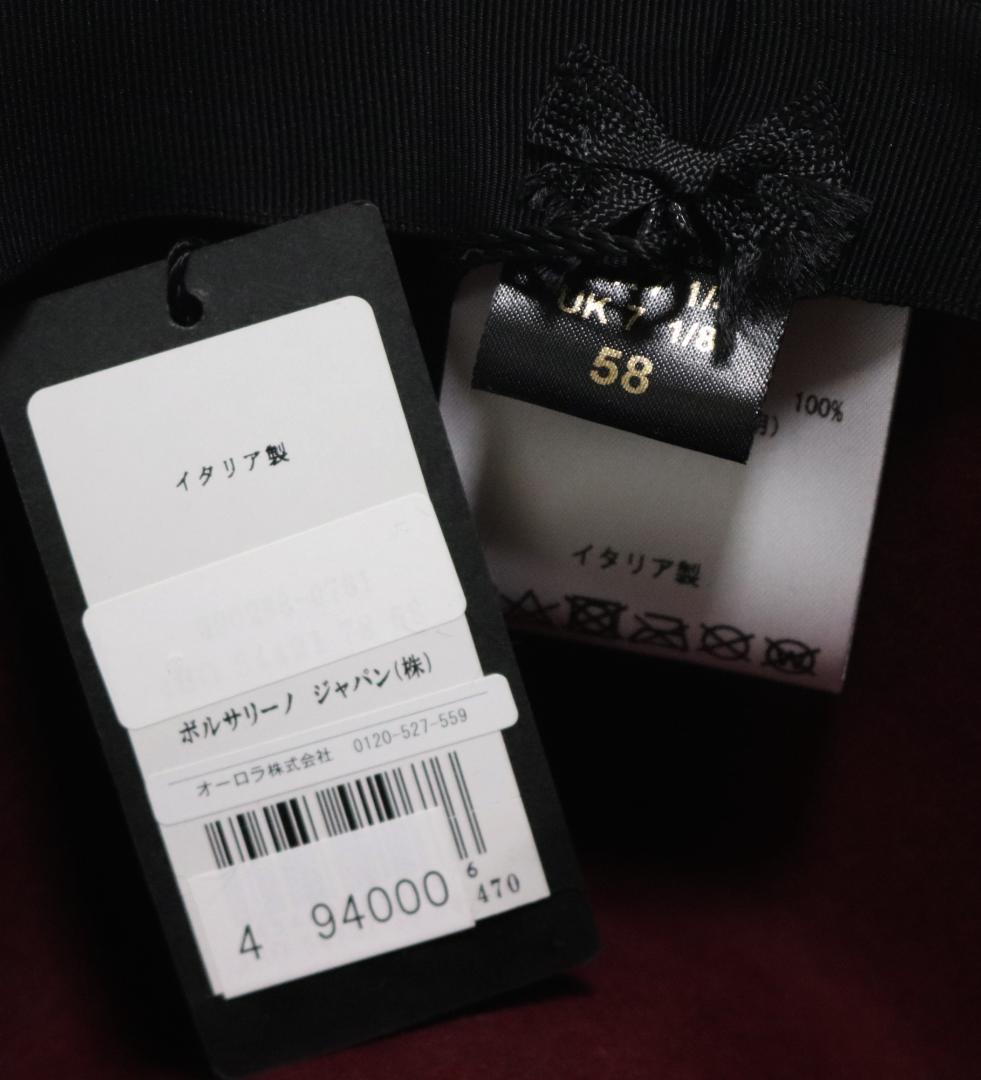 イタリア製
ボルサリーノ ジャパン(株)
オーロラ株式会社 0120-527-559
6
470
4 94000
UK 7 1/8
58
100%
イタリア製